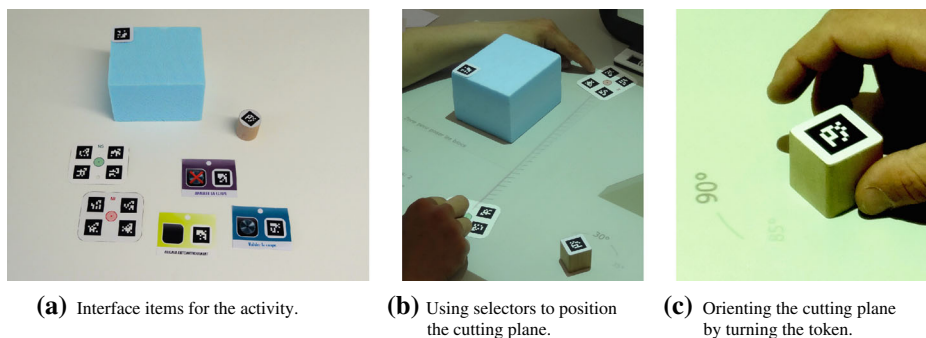 30°
90°
85°
(a) Interface items for the activity.
(b) Using selectors to position
the cutting plane.
(c) Orienting the cutting plane
by turning the token.